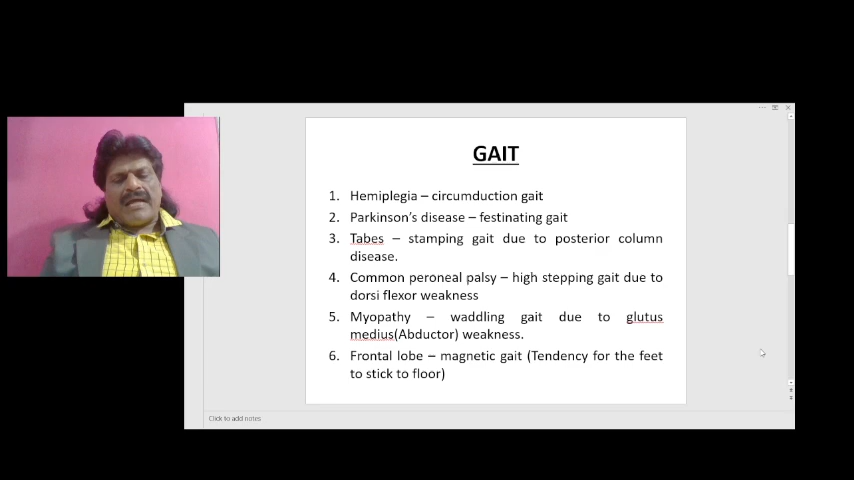 GAIT
1. Hemiplegia – circumduction gait
2. Parkinson's disease – festinating gait
3. Tabes – stamping gait due to posterior column
disease.
4. Common peroneal palsy – high stepping gait due to
dorsi flexor weakness
5. Myopathy – waddling gait due to glutus
medius(Abductor) weakness.
6. Frontal lobe – magnetic gait (Tendency for the feet
to stick to floor)
Click to add notes